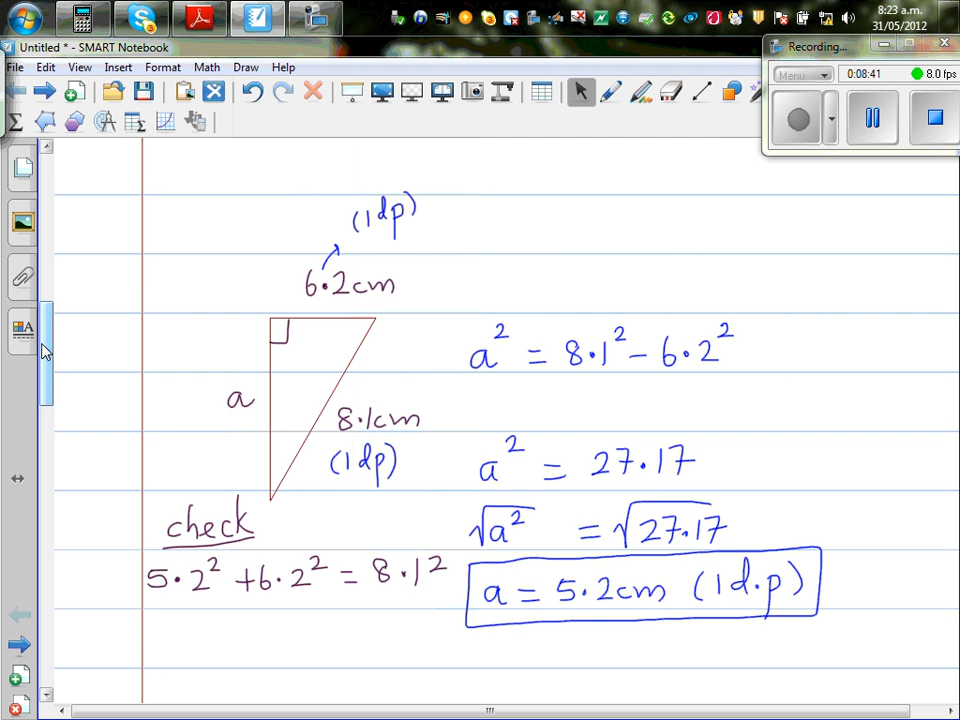 8:23 a.m.
31/05/2012
Untitled * - SMART Notebook
Recording...
File Edit View Insert Format Math Draw Help
Menu
0:08:41
8.0 fps
(1dp)
6·2cm
a
8·1cm
(1dp)
a² = 8·1² − 6·2²
a² = 27·17
√a² = √27·17
a = 5·2cm (1d.p)
check
5·2² + 6·2² = 8·1²